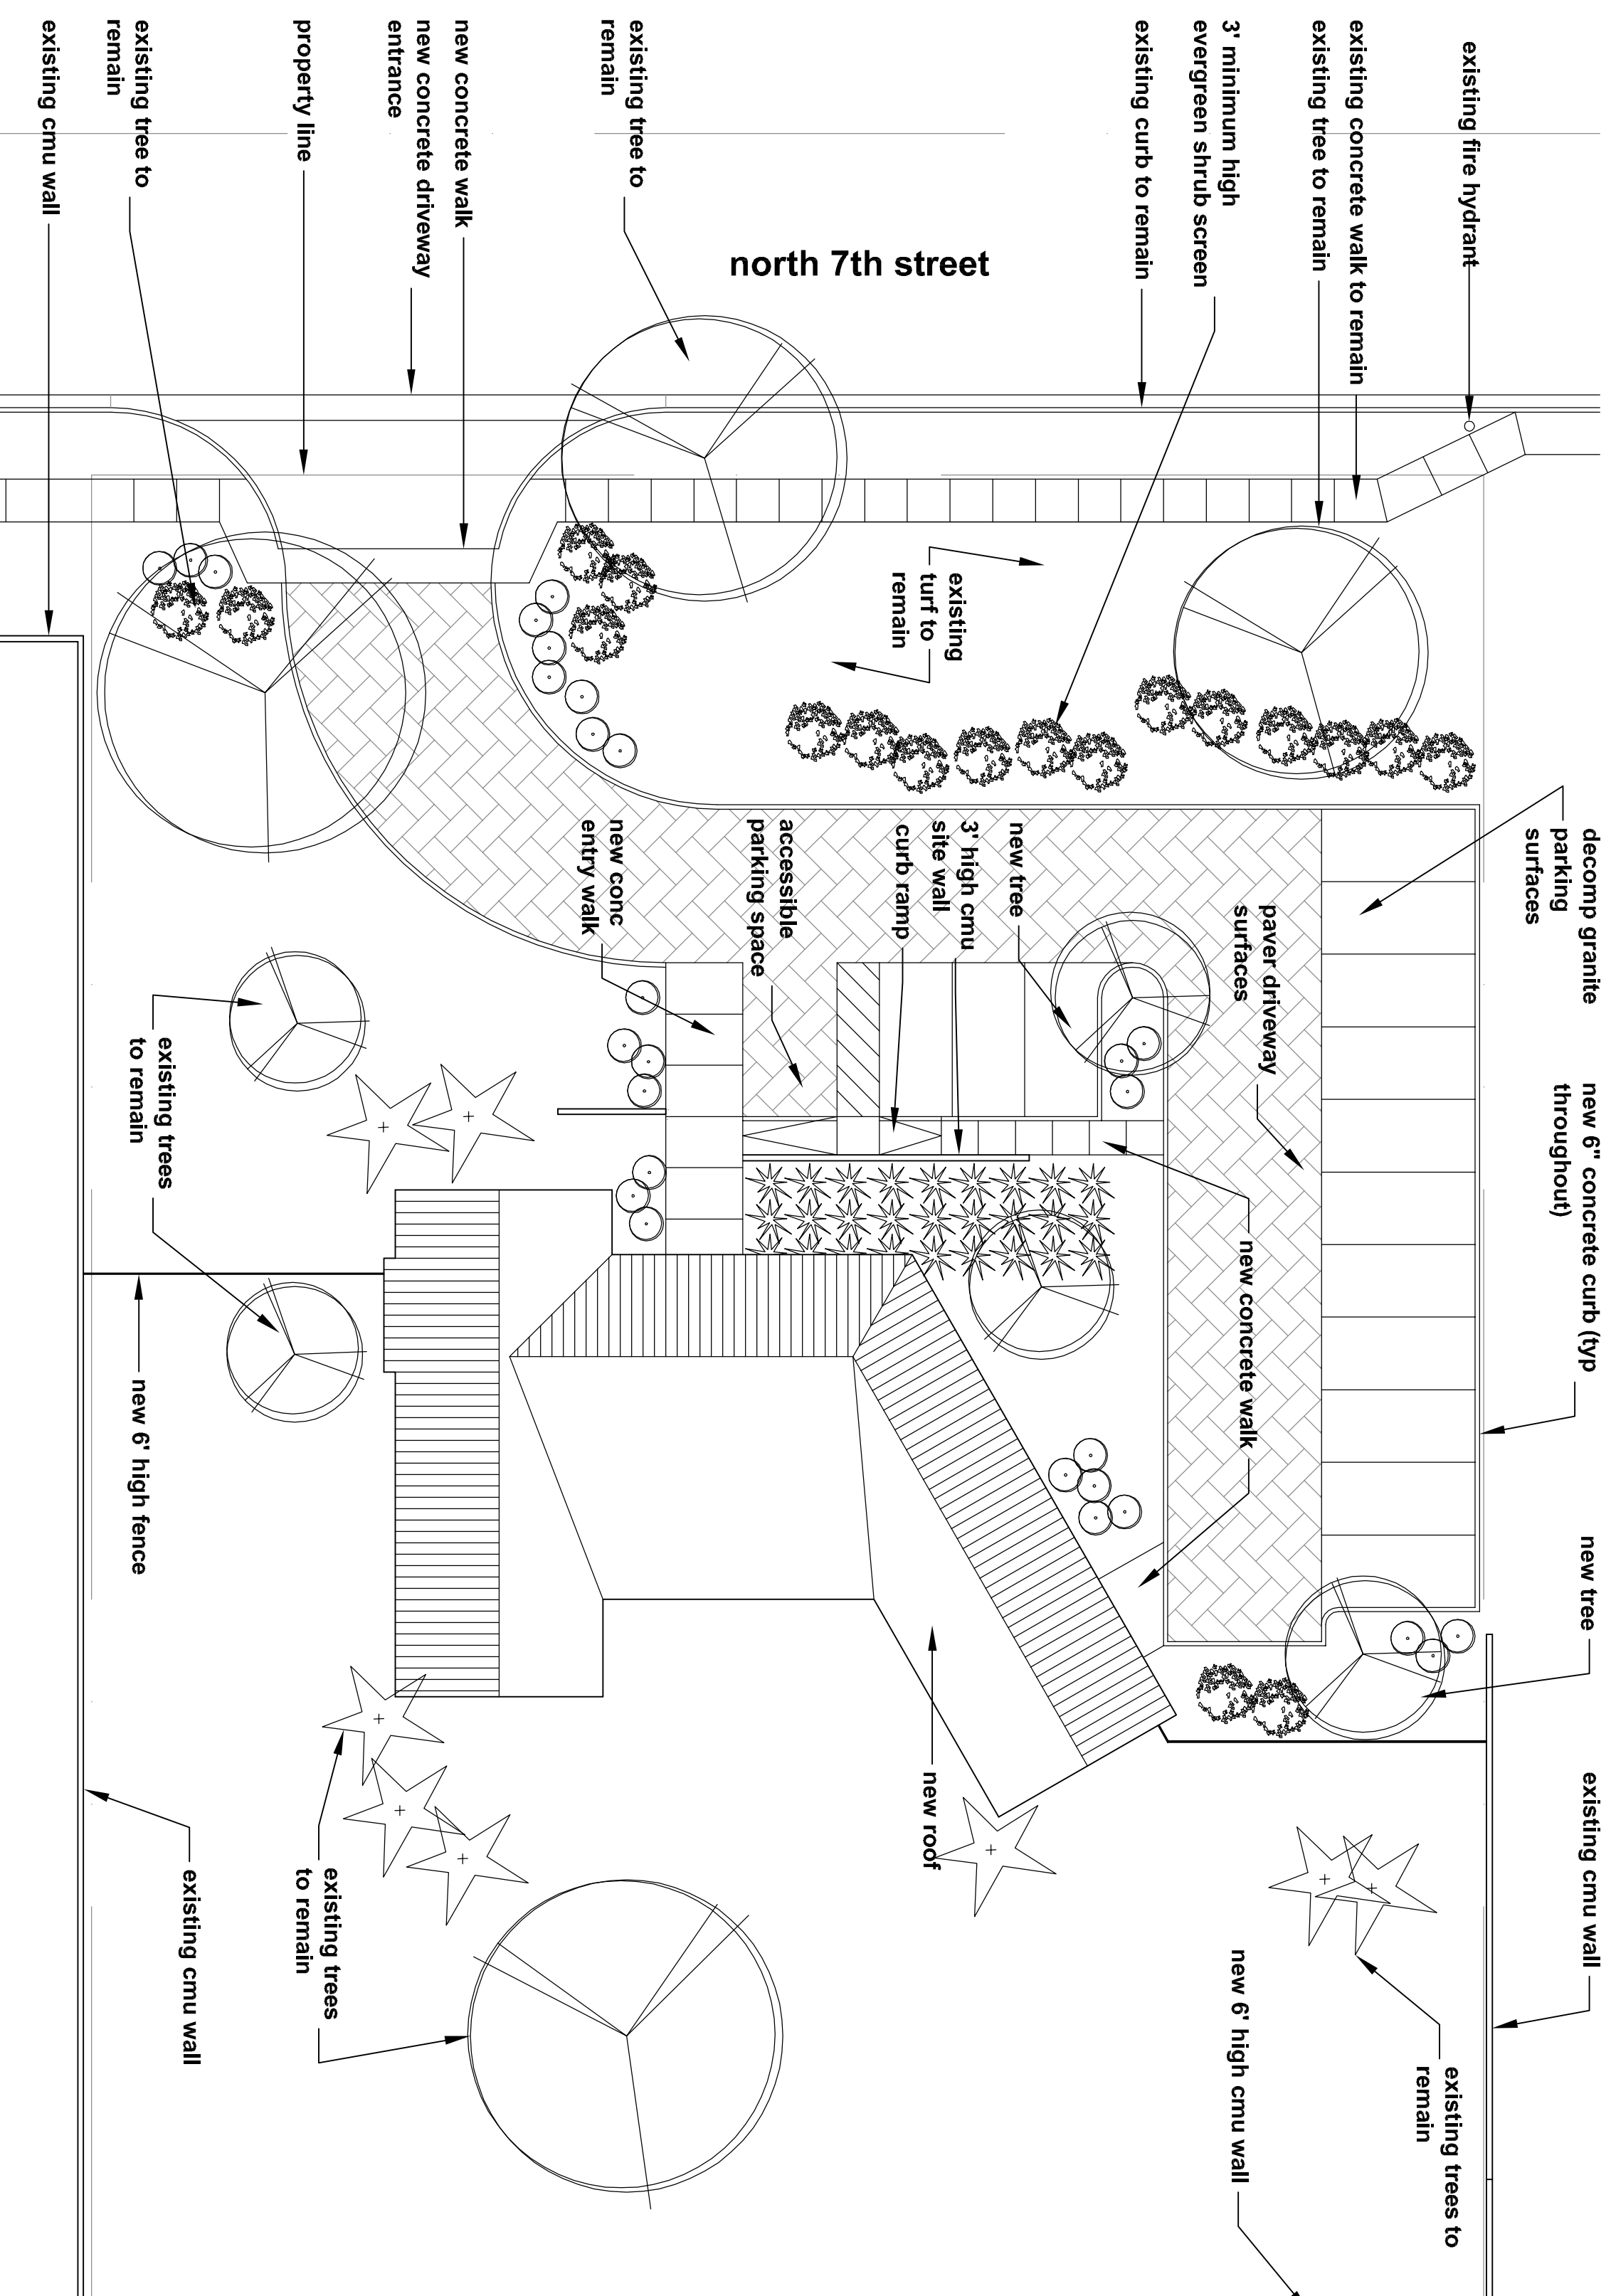 existing fire hydrant
existing concrete walk to remain
existing tree to remain
3' minimum high
evergreen shrub screen
existing curb to remain
north 7th street
existing tree to
remain
new concrete walk
new concrete driveway
entrance
property line
existing tree to
remain
existing cmu wall
existing
turf to
remain
decomp granite
parking
surfaces
paver driveway
surfaces
new tree
3' high cmu
site wall
curb ramp
accessible
parking space
new conc
entry walk
new 6" concrete curb (typ
throughout)
existing trees
to remain
new concrete walk
new 6' high fence
new tree
new roof
existing cmu wall
existing trees
to remain
existing cmu wall
existing trees to
remain
new 6' high cmu wall